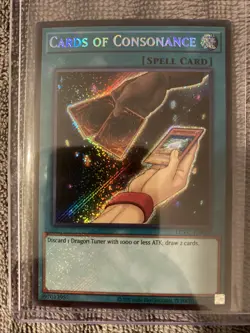 CARDS OF CONSONANCE
[SPELL CARD]
Discard 1 Dragon Tuner with 1000 or less ATK; draw 2 cards.